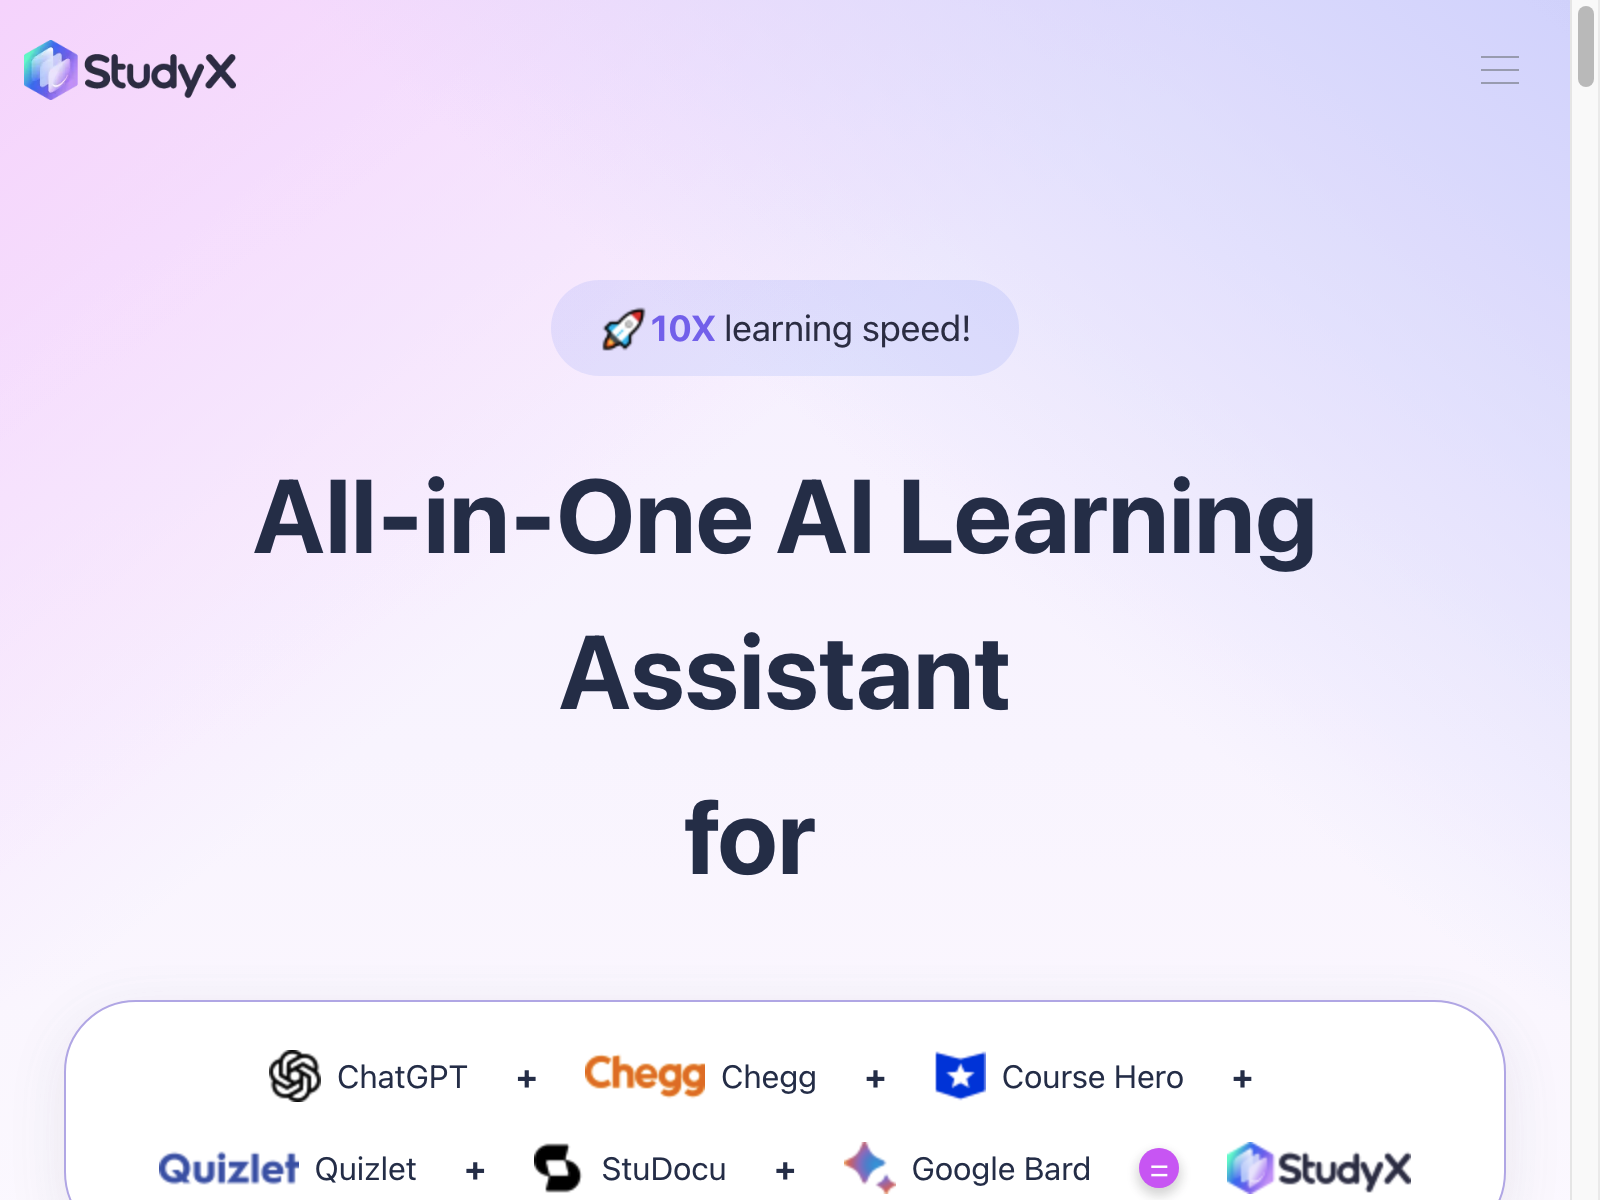 StudyX
10X learning speed!
All-in-One AI Learning
Assistant
for
ChatGPT + Chegg Chegg + Course Hero +
Quizlet Quizlet + StuDocu + Google Bard = StudyX